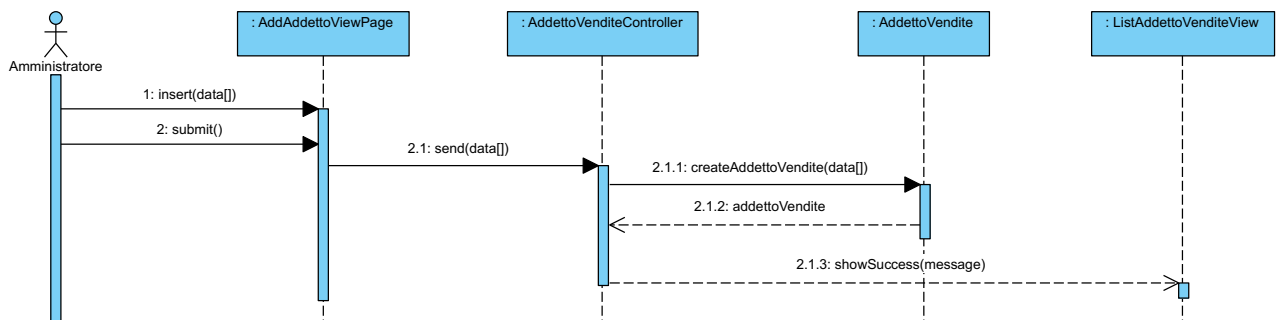 : AddAddettoViewPage
: AddettoVenditeController
: AddettoVendite
: ListAddettoVenditeView
Amministratore
1: insert(data[])
2: submit()
2.1: send(data[])
2.1.1: createAddettoVendite(data[])
2.1.2: addettoVendite
2.1.3: showSuccess(message)